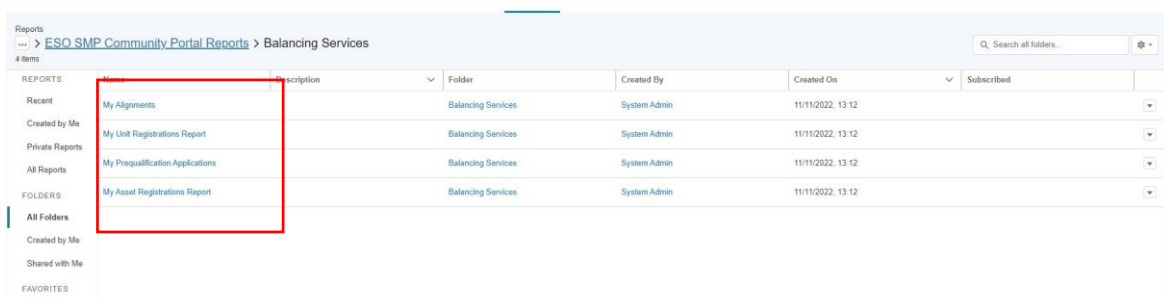 Reports
... > ESO SMP Community Portal Reports > Balancing Services
4 items
Search all folders...
REPORTS
Recent
Created by Me
Private Reports
All Reports
FOLDERS
All Folders
Created by Me
Shared with Me
FAVORITES
Name Description Folder Created By Created On Subscribed
My Alignments Balancing Services System Admin 11/11/2022, 13:12
My Unit Registrations Report Balancing Services System Admin 11/11/2022, 13:12
My Prequalification Applications Balancing Services System Admin 11/11/2022, 13:12
My Asset Registrations Report Balancing Services System Admin 11/11/2022, 13:12